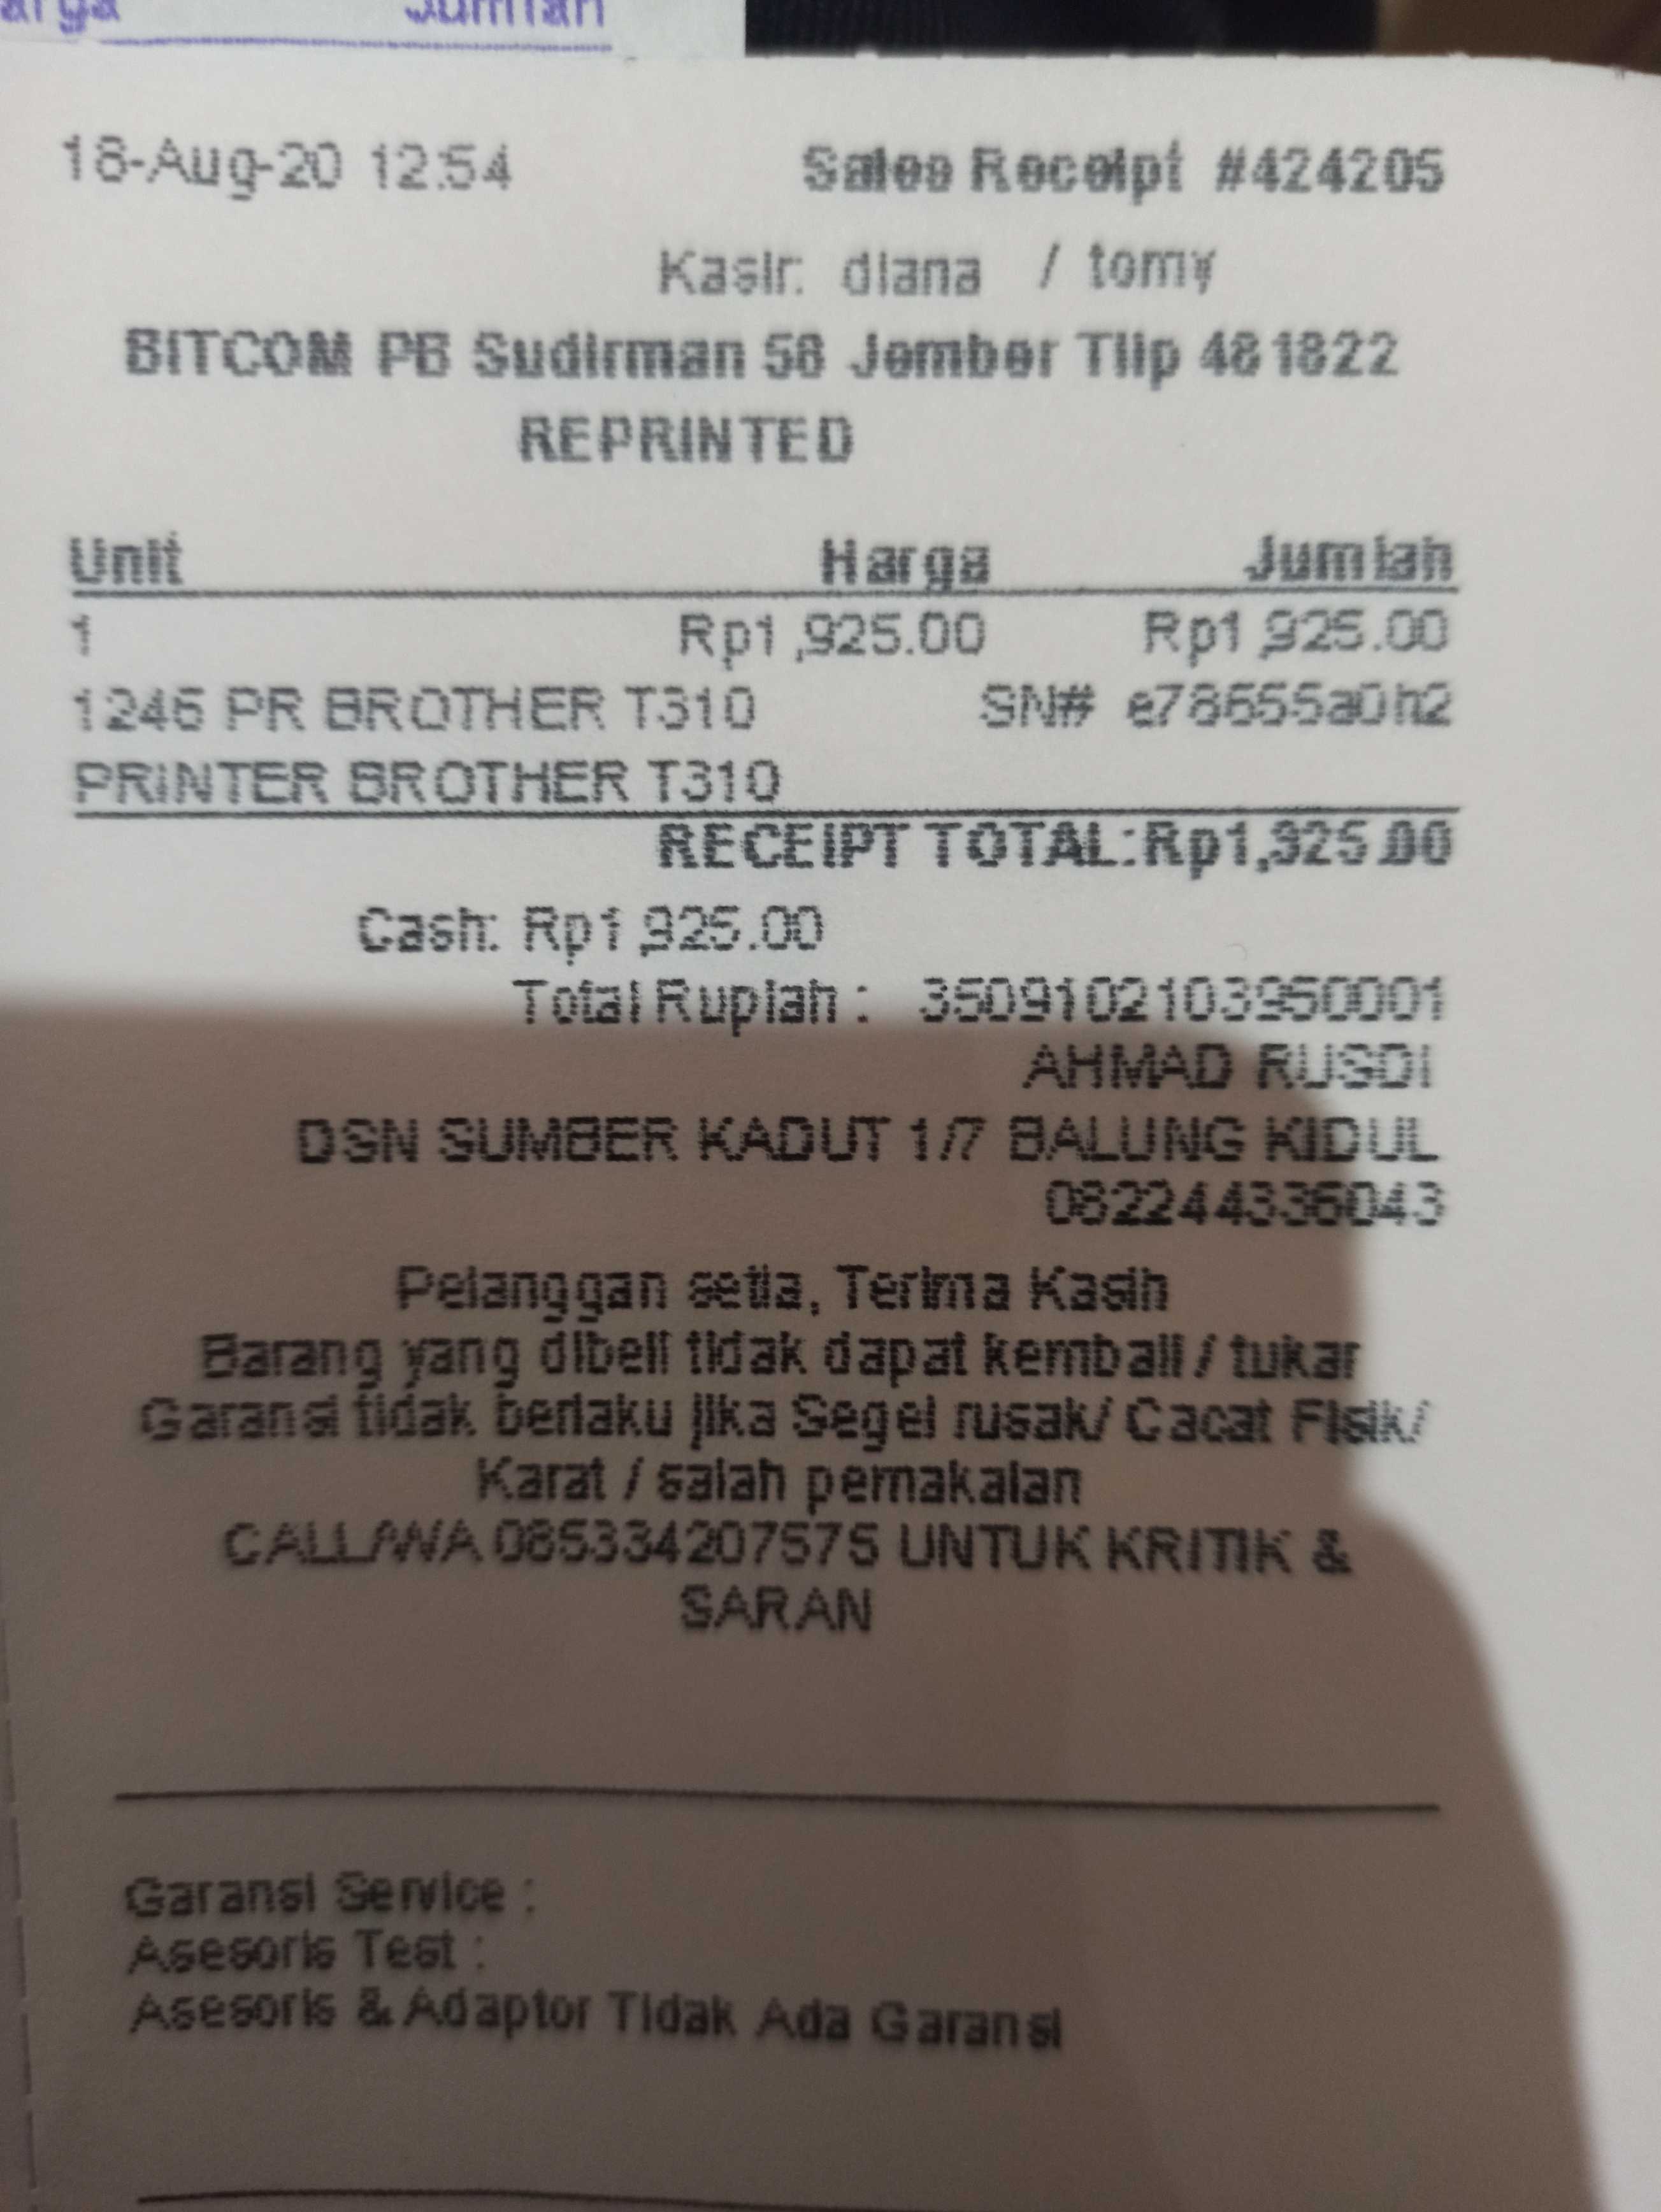 Jumlah
18-Aug-20 12:54 Sales Receipt #424205
Kasir: diana / tomy
BITCOM PB Sudirman 58 Jember Tlip 481822
REPRINTED
Unit Harga Jumlah
1 Rp1,925.00 Rp1,925.00
1246 PR BROTHER T310 SN# e78655a0h2
PRINTER BROTHER T310
RECEIPT TOTAL: Rp1,925.00
Cash: Rp1,925.00
Total Rupiah : 3509102103950001
AHMAD RUSDI
DSN SUMBER KADUT 1/7 BALUNG KIDUL
082244336043
Pelanggan setia, Terima Kasih
Barang yang dibeli tidak dapat kembali / tukar
Garansi tidak berlaku jika Segel rusak/ Cacat Fisik/
Karat / salah pemakaian
CALL/WA 085334207575 UNTUK KRITIK &
SARAN
Garansi Service :
Asesoris Test :
Asesoris & Adaptor Tidak Ada Garansi